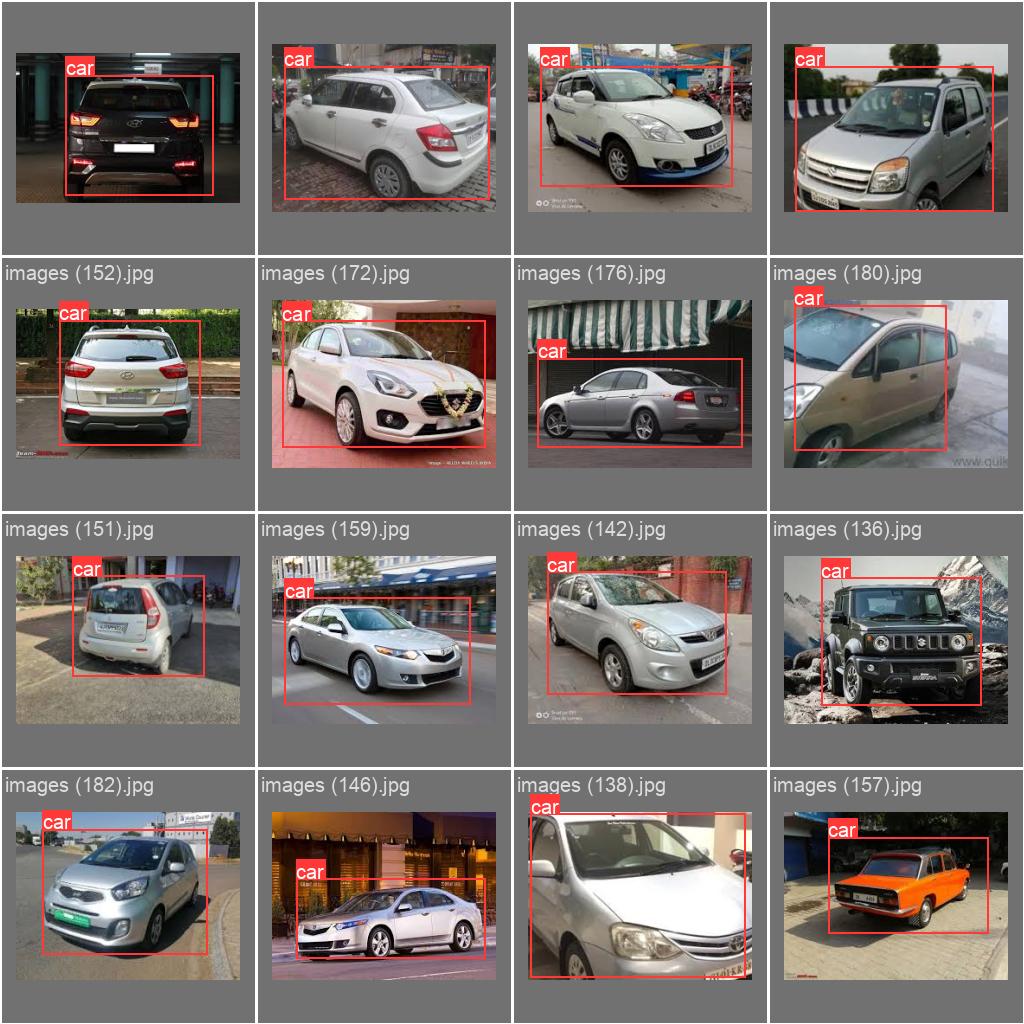 car
car
car
car
images (152).jpg
images (172).jpg
images (176).jpg
images (180).jpg
car
car
car
car
images (151).jpg
images (159).jpg
images (142).jpg
images (136).jpg
car
car
car
car
images (182).jpg
images (146).jpg
images (138).jpg
images (157).jpg
car
car
car
car